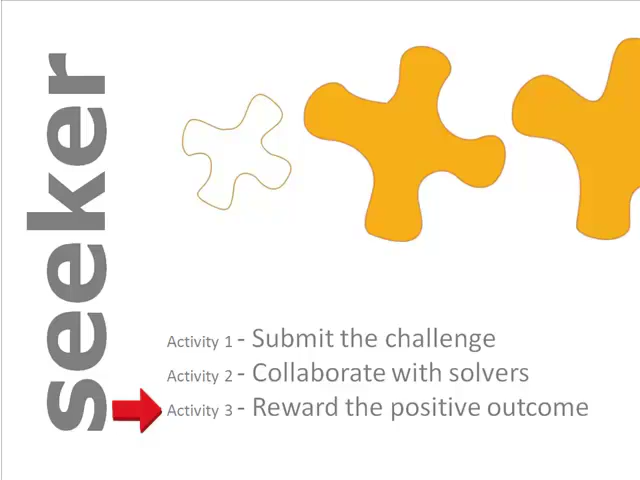 seeker
Activity 1 - Submit the challenge
Activity 2 - Collaborate with solvers
Activity 3 - Reward the positive outcome